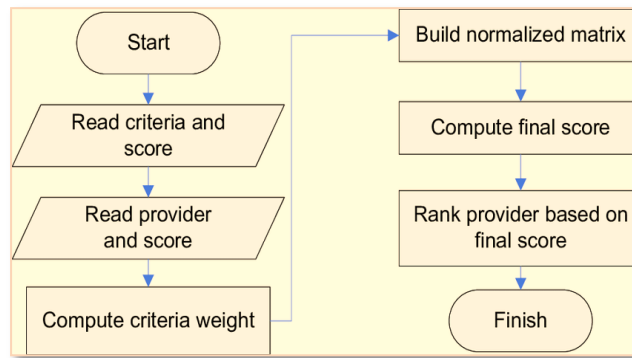 Start
Read criteria and
score
Read provider
and score
Compute criteria weight
Build normalized matrix
Compute final score
Rank provider based on
final score
Finish